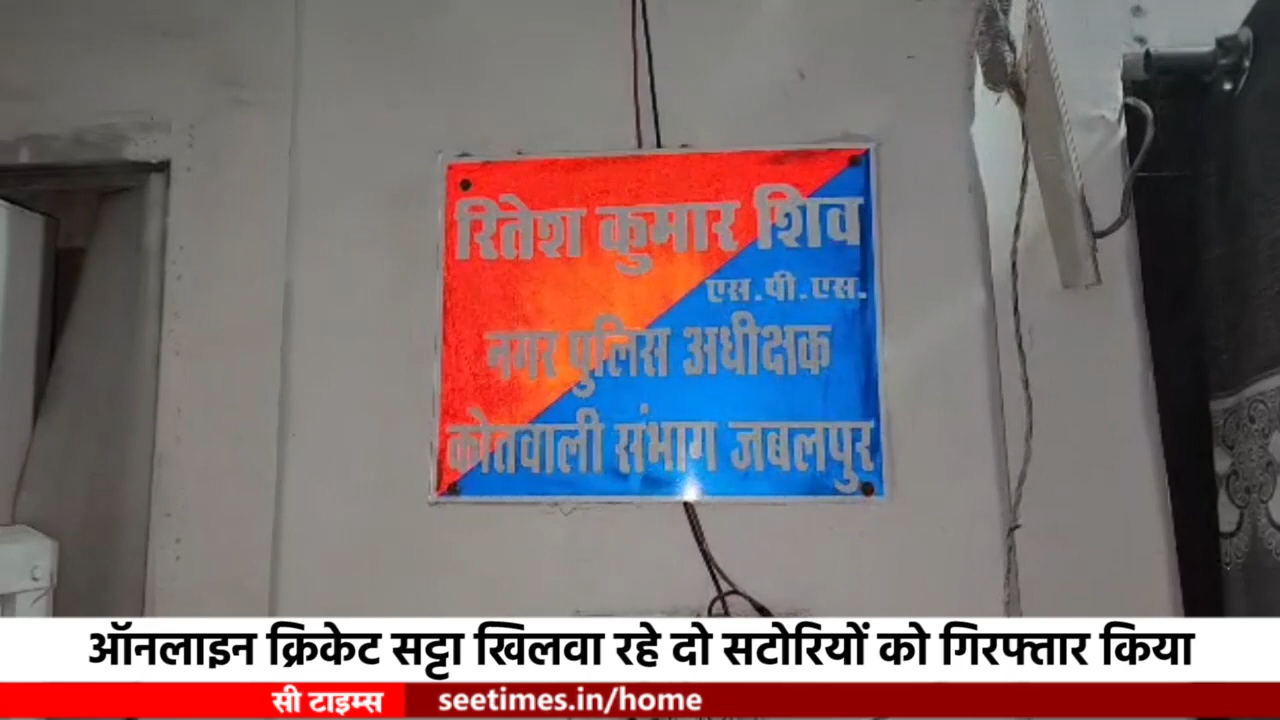 रितेश कुमार शिव
एस.पी.एस.
नगर पुलिस अधीक्षक
कोतवाली संभाग जबलपुर
ऑनलाइन क्रिकेट सट्टा खिलवा रहे दो सटोरियों को गिरफ्तार किया
सी टाइम्स seetimes.in/home